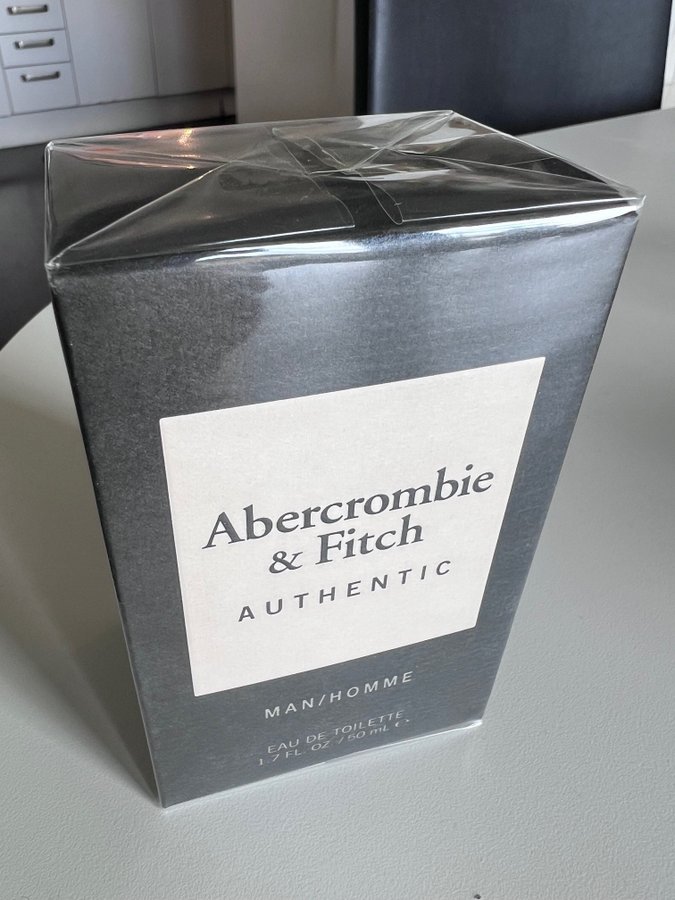 Abercrombie
& Fitch
AUTHENTIC
MAN/HOMME
EAU DE TOILETTE
1.7 FL. OZ / 50 mL ℮